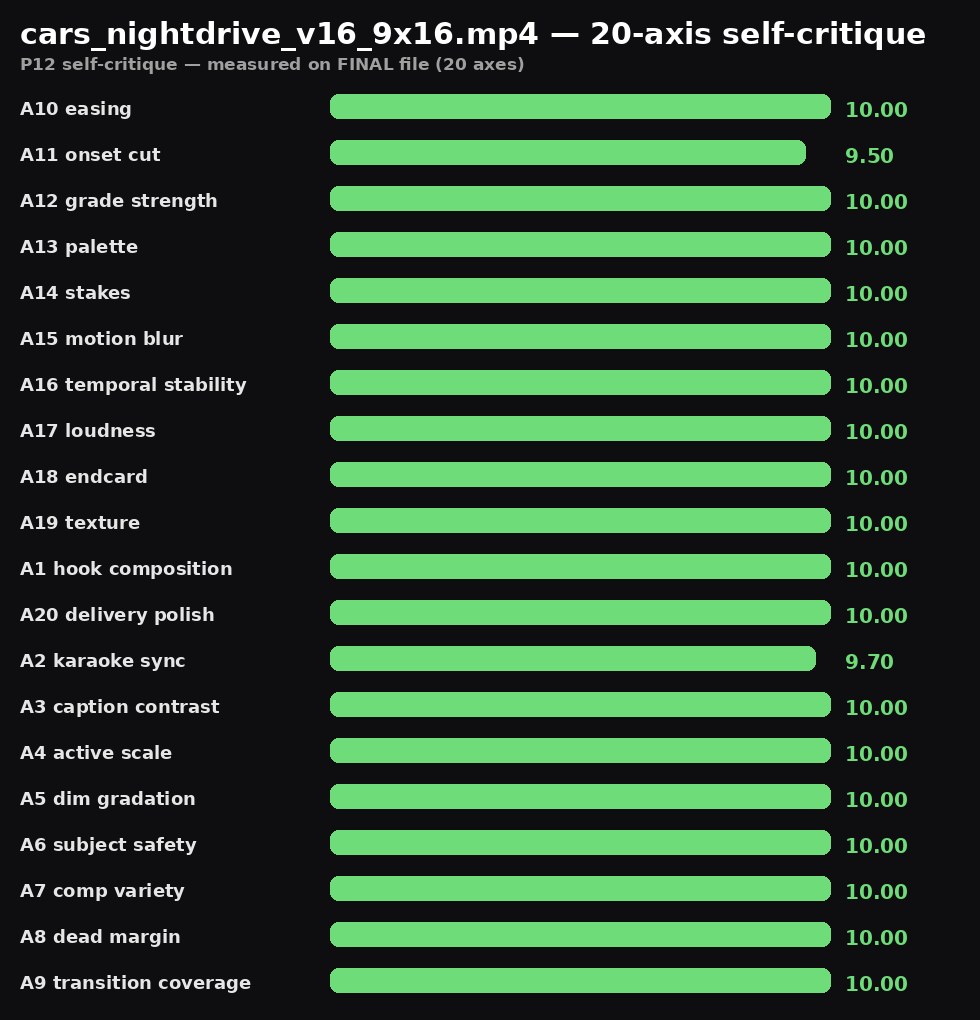 cars_nightdrive_v16_9x16.mp4 — 20-axis self-critique
P12 self-critique — measured on FINAL file (20 axes)
A10 easing 10.00
A11 onset cut 9.50
A12 grade strength 10.00
A13 palette 10.00
A14 stakes 10.00
A15 motion blur 10.00
A16 temporal stability 10.00
A17 loudness 10.00
A18 endcard 10.00
A19 texture 10.00
A1 hook composition 10.00
A20 delivery polish 10.00
A2 karaoke sync 9.70
A3 caption contrast 10.00
A4 active scale 10.00
A5 dim gradation 10.00
A6 subject safety 10.00
A7 comp variety 10.00
A8 dead margin 10.00
A9 transition coverage 10.00